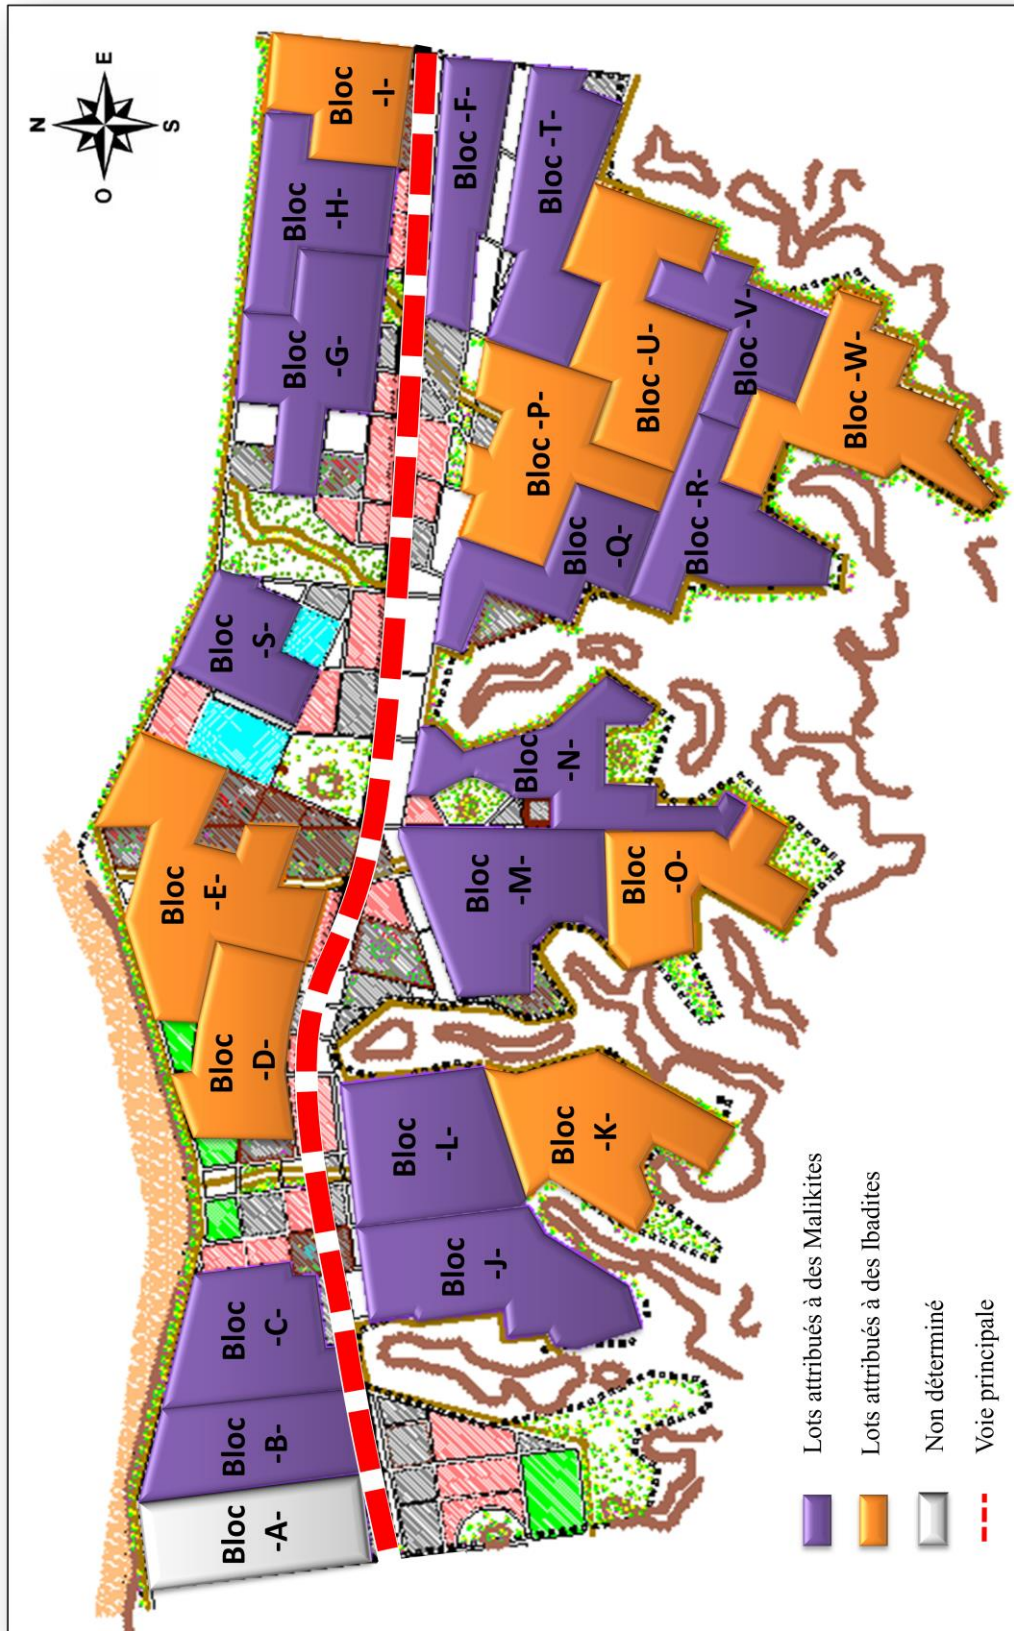 N
E
S
O
Bloc
-A-
Bloc
-B-
Bloc
-C-
Bloc
-D-
Bloc
-E-
Bloc
-S-
Bloc
-G-
Bloc
-H-
Bloc
-I-
Bloc -F-
Bloc -T-
Bloc -P-
Bloc -U-
Bloc -V-
Bloc -W-
Bloc
-Q-
Bloc -R-
Bloc
-N-
Bloc
-M-
Bloc
-O-
Bloc
-L-
Bloc
-K-
Bloc
-J-
Lots attribués à des Malikites
Lots attribués à des Ibadites
Non déterminé
Voie principale